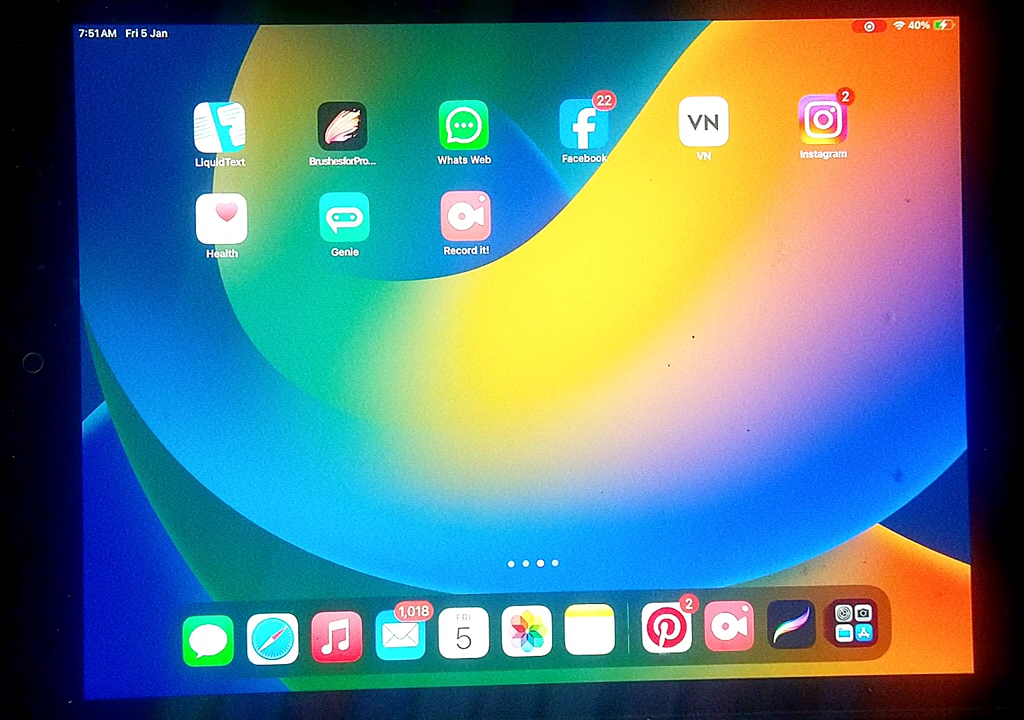 7:51AM Fri 5 Jan
40%
22
2
VN
LiquidText BrushesforPro... Whats Web Facebook VN Instagram
Health Genie Record it!
1,018
2
FRI
5